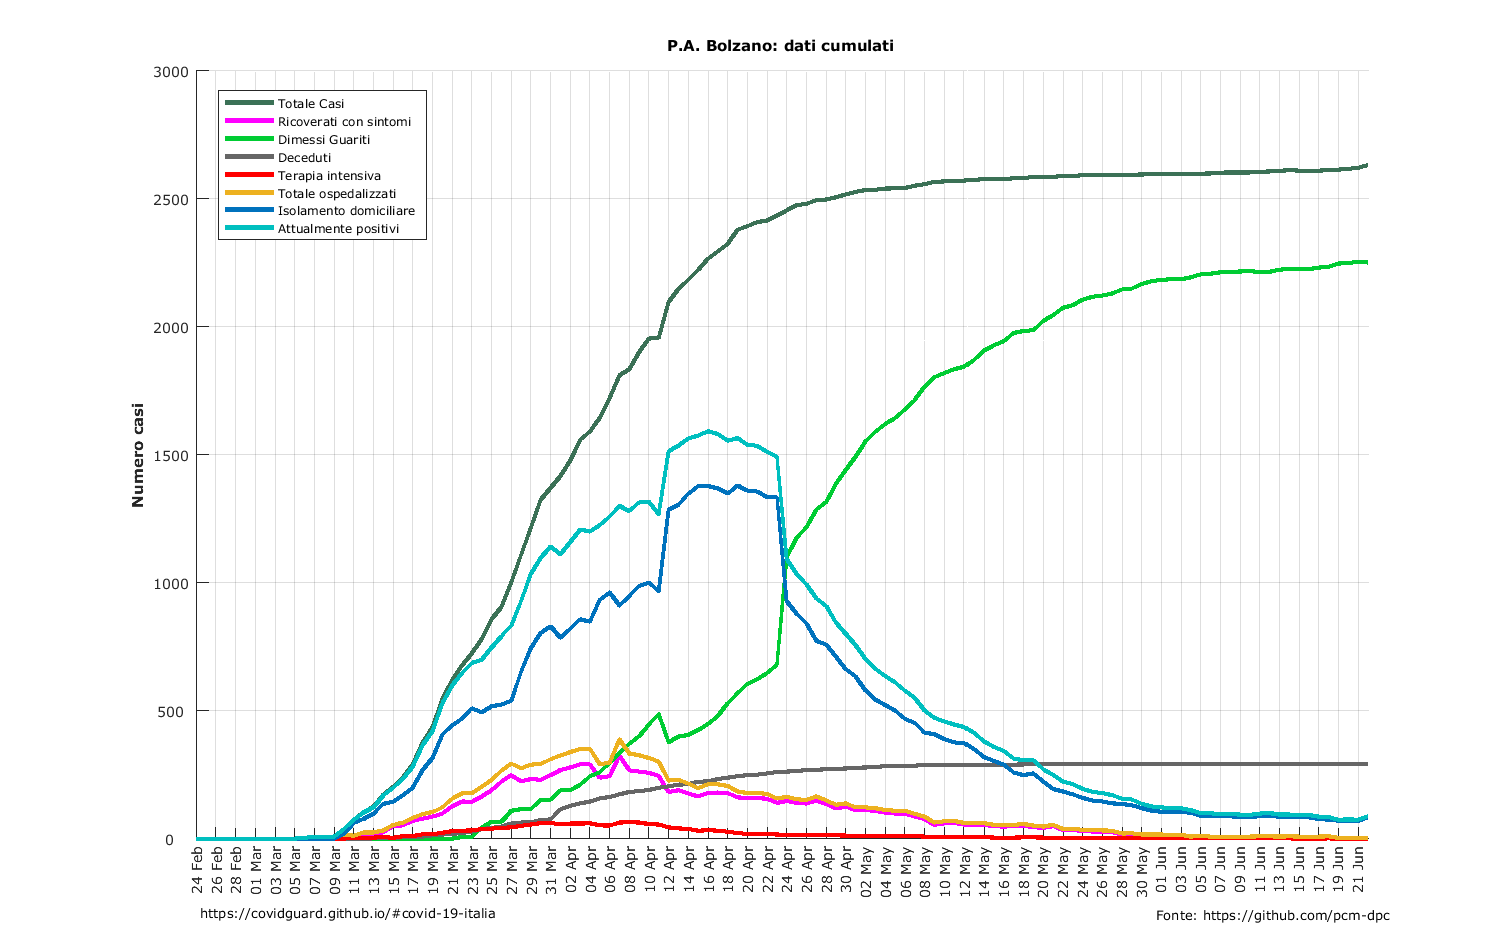 P.A. Bolzano: dati cumulati
3000
2500
2000
1500
1000
500
0
Numero casi
Totale Casi
Ricoverati con sintomi
Dimessi Guariti
Deceduti
Terapia intensiva
Totale ospedalizzati
Isolamento domiciliare
Attualmente positivi
24 Feb
26 Feb
28 Feb
01 Mar
03 Mar
05 Mar
07 Mar
09 Mar
11 Mar
13 Mar
15 Mar
17 Mar
19 Mar
21 Mar
23 Mar
25 Mar
27 Mar
29 Mar
31 Mar
02 Apr
04 Apr
06 Apr
08 Apr
10 Apr
12 Apr
14 Apr
16 Apr
18 Apr
20 Apr
22 Apr
24 Apr
26 Apr
28 Apr
30 Apr
02 May
04 May
06 May
08 May
10 May
12 May
14 May
16 May
18 May
20 May
22 May
24 May
26 May
28 May
30 May
01 Jun
03 Jun
05 Jun
07 Jun
09 Jun
11 Jun
13 Jun
15 Jun
17 Jun
19 Jun
21 Jun
https://covidguard.github.io/#covid-19-italia
Fonte: https://github.com/pcm-dpc